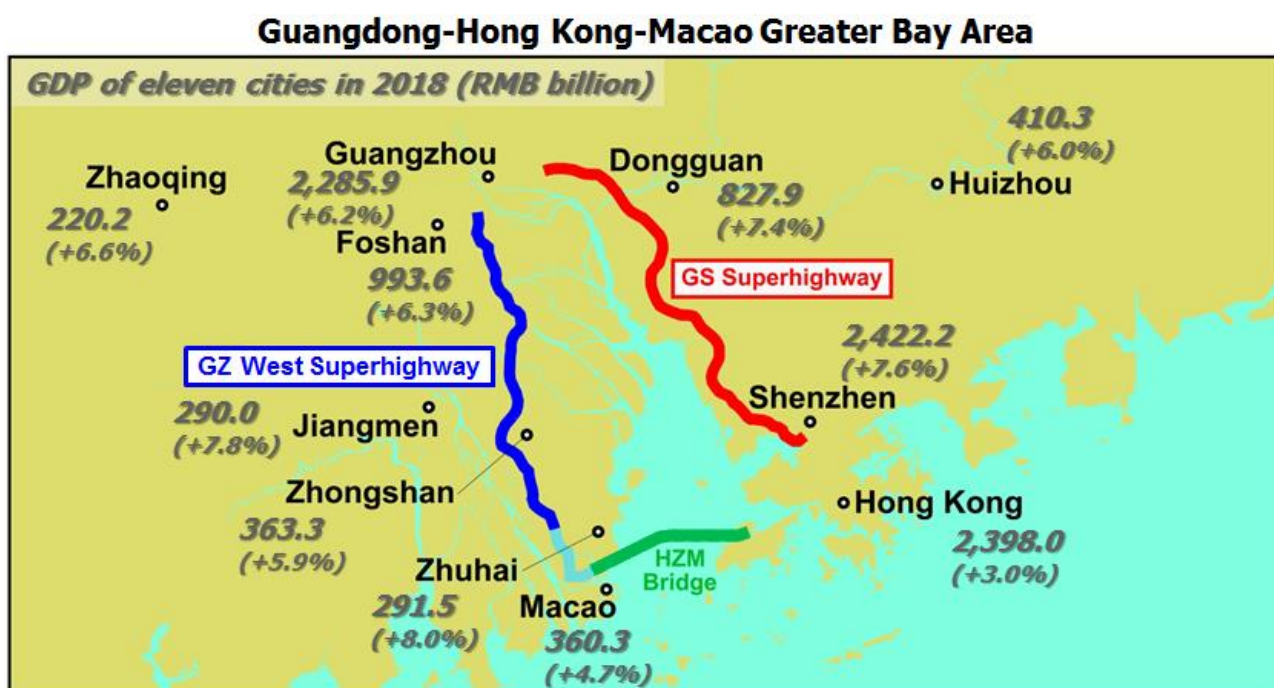 Guangdong-Hong Kong-Macao Greater Bay Area
GDP of eleven cities in 2018 (RMB billion)
Zhaoqing
220.2
(+6.6%)
Guangzhou
2,285.9
(+6.2%)
Foshan
993.6
(+6.3%)
Dongguan
827.9
(+7.4%)
410.3
(+6.0%)
Huizhou
GS Superhighway
GZ West Superhighway
2,422.2
(+7.6%)
Shenzhen
290.0
(+7.8%)
Jiangmen
Zhongshan
363.3
(+5.9%)
Hong Kong
2,398.0
(+3.0%)
Zhuhai
291.5
(+8.0%)
HZM
Bridge
Macao
360.3
(+4.7%)